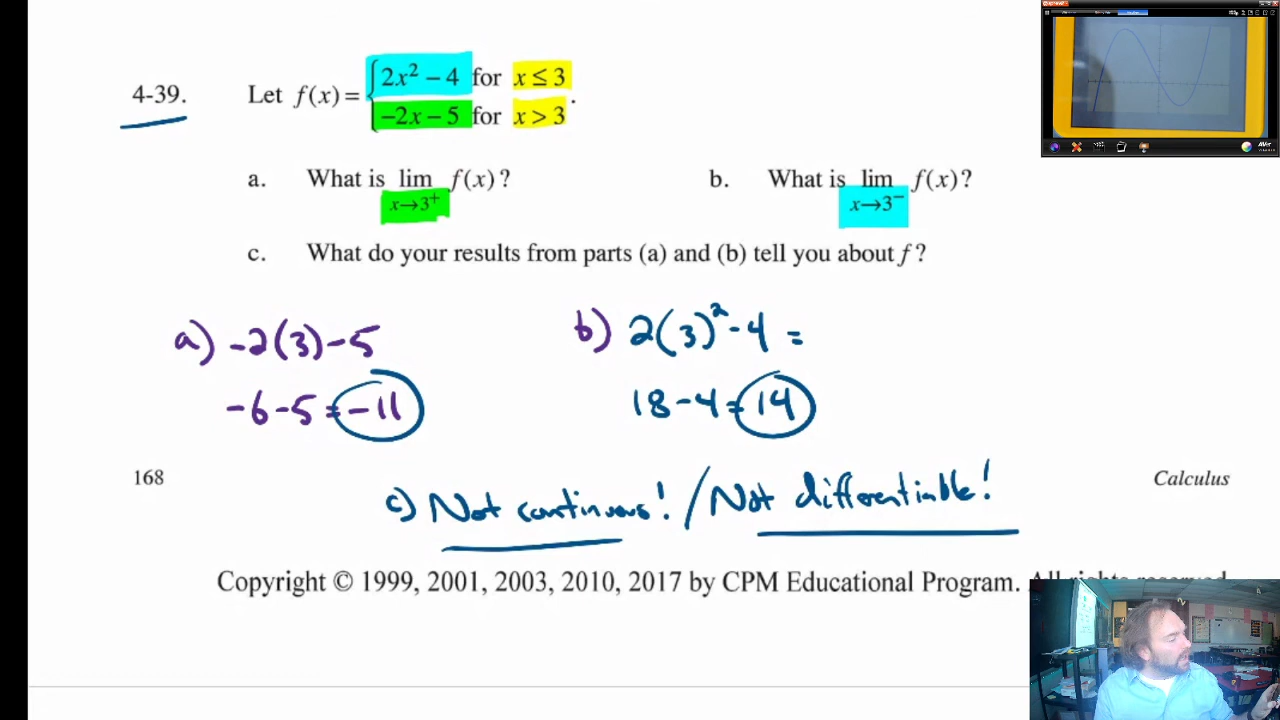 4-39. Let f(x) = { 2x² − 4 for x ≤ 3
−2x − 5 for x > 3 .
a. What is lim x→3⁺ f(x)? b. What is lim x→3⁻ f(x)?
c. What do your results from parts (a) and (b) tell you about f ?
a) -2(3)-5 b) 2(3)²-4 =
-6-5 = -11 18-4 = 14
168 Calculus
c) Not continuous! / Not differentiable!
Copyright © 1999, 2001, 2003, 2010, 2017 by CPM Educational Program. All rights reserved